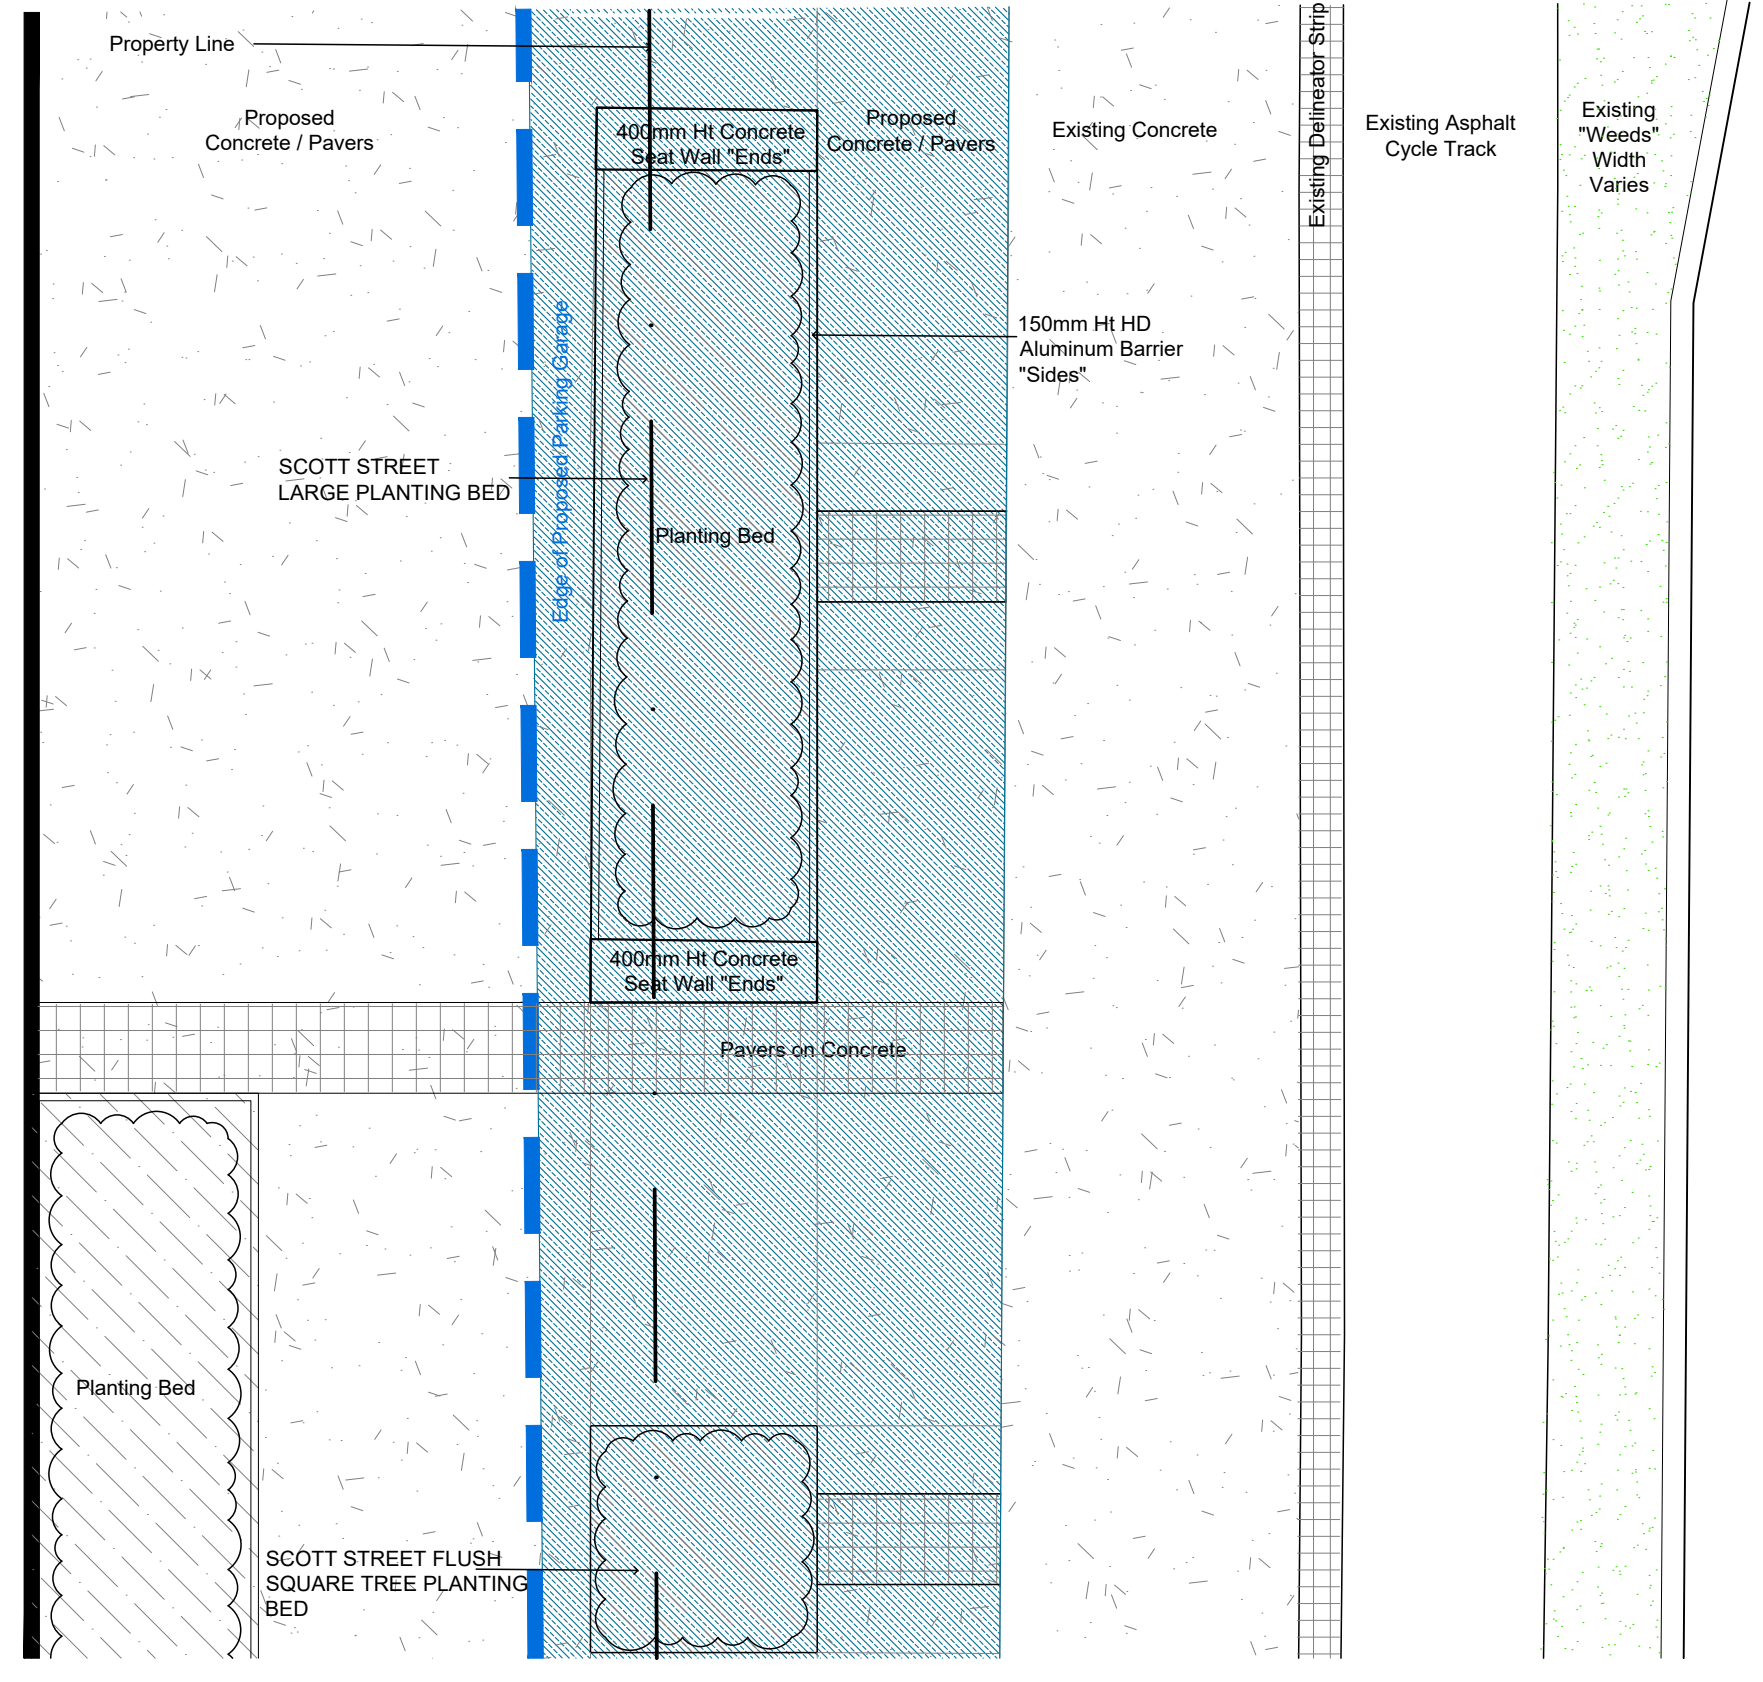 Property Line
Proposed
Concrete / Pavers
400mm Ht Concrete
Seat Wall "Ends"
Proposed
Concrete / Pavers
Existing Concrete
Existing Delineator Strip
Existing Asphalt
Cycle Track
Existing
"Weeds"
Width
Varies
150mm Ht HD
Aluminum Barrier
"Sides"
Edge of Proposed Parking Garage
SCOTT STREET
LARGE PLANTING BED
Planting Bed
400mm Ht Concrete
Seat Wall "Ends"
Pavers on Concrete
Planting Bed
SCOTT STREET FLUSH
SQUARE TREE PLANTING
BED